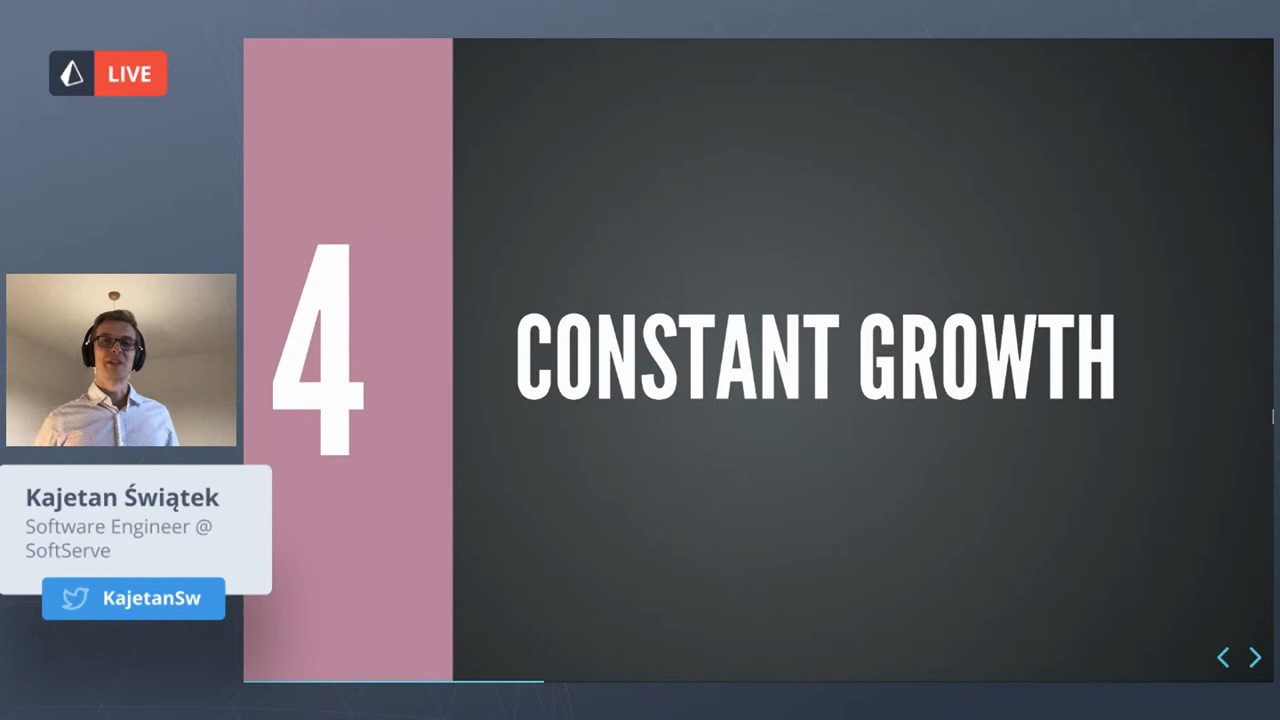 LIVE
4
CONSTANT GROWTH
Kajetan Świątek
Software Engineer @
SoftServe
KajetanSw